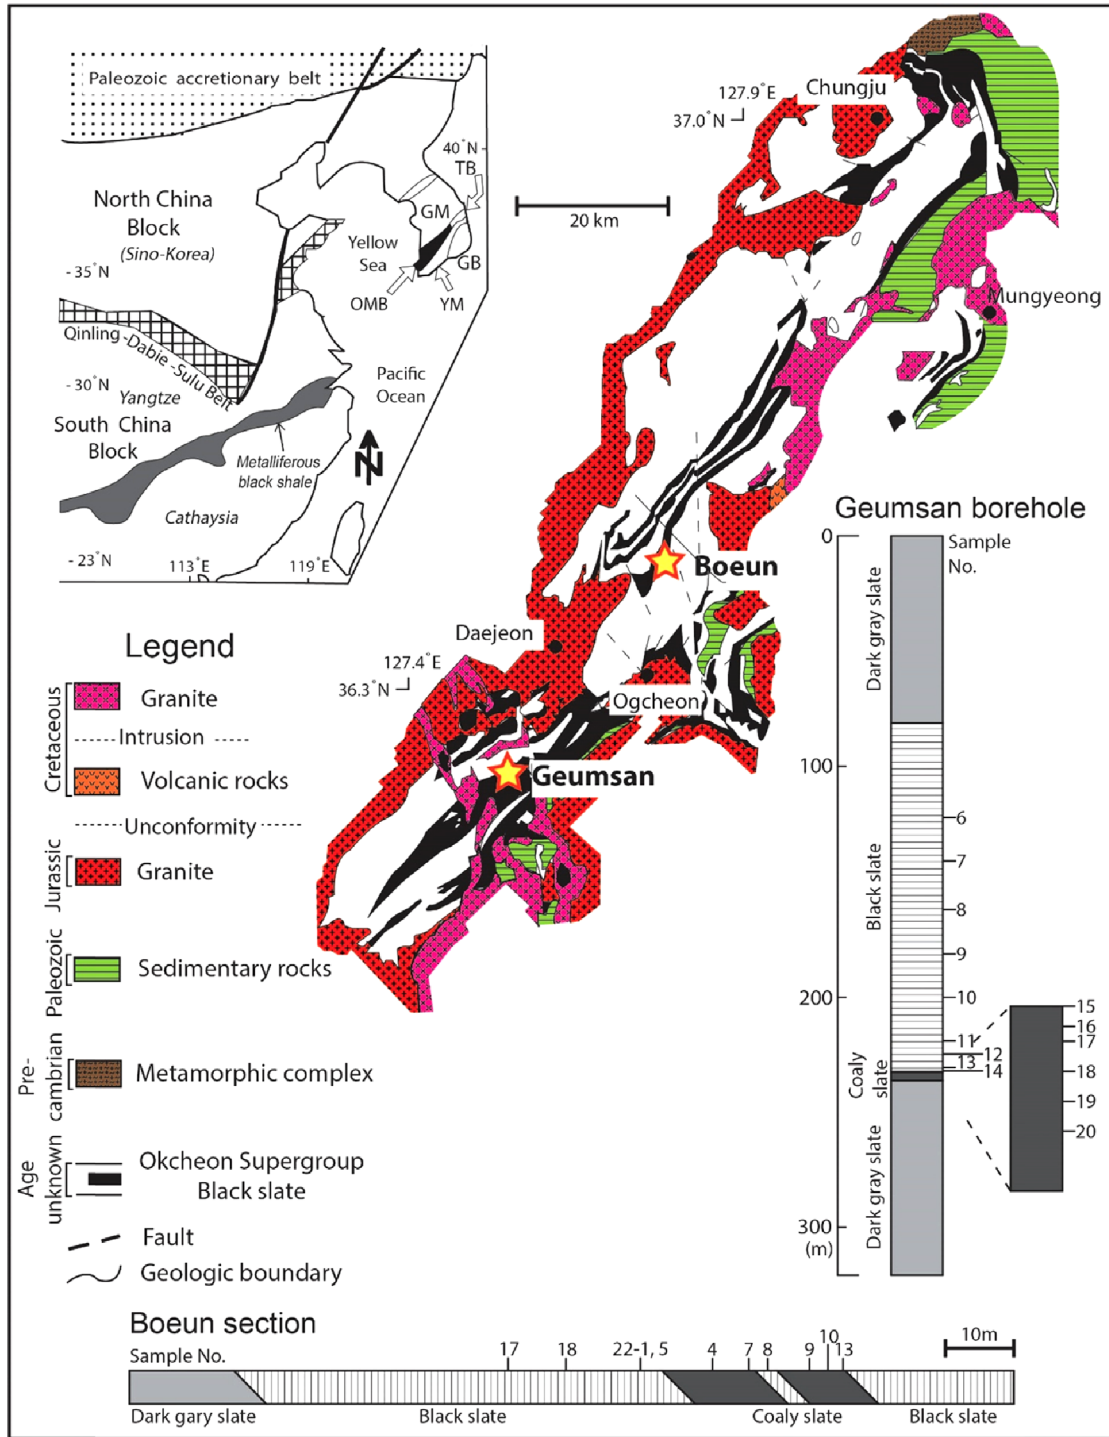 Paleozoic accretionary belt
40°N
TB
North China
Block
(Sino-Korea)
GM
Yellow
Sea
GB
- 35°N
OMB
YM
Qinling -Dabie -Sulu Belt
- 30°N
Yangtze
Pacific
Ocean
South China
Block
Metalliferous
black shale
N
Cathaysia
- 23°N
113°E
119°E
127.9°E
37.0°N
Chungju
20 km
Mungyeong
Boeun
Daejeon
127.4°E
36.3°N
Ogcheon
Geumsan
Legend
Cretaceous
Granite
Intrusion
Volcanic rocks
Unconformity
Jurassic
Granite
Paleozoic
Sedimentary rocks
Pre-
cambrian
Metamorphic complex
Age
unknown
Okcheon Supergroup
Black slate
Fault
Geologic boundary
Geumsan borehole
0
Sample
No.
Dark gray slate
100
Black slate
6
7
8
9
200
10
11
12
13
14
15
16
17
18
19
20
Coaly
slate
Dark gray slate
300
(m)
Boeun section
Sample No.
17
18
22-1, 5
4
7
8
9
10
13
10m
Dark gary slate
Black slate
Coaly slate
Black slate